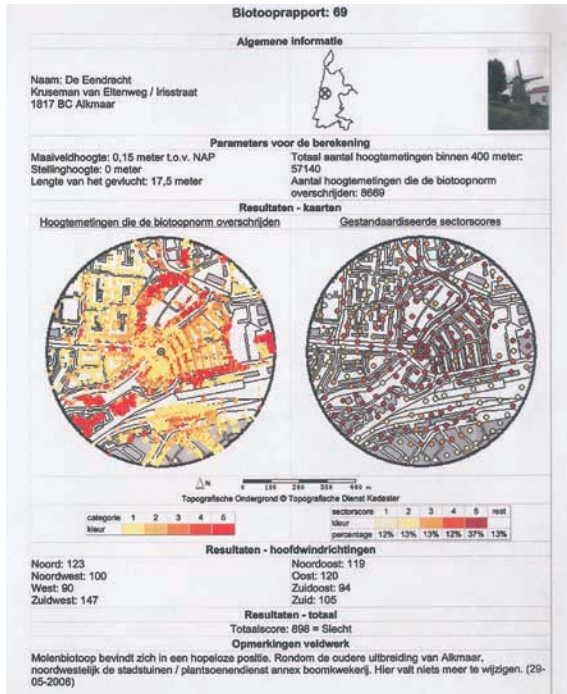 Biotooprapport: 69
Algemene informatie
Naam: De Eendracht
Kruseman van Eltenweg / Irisstraat
1817 BC Alkmaar
Parameters voor de berekening
Maaiveldhoogte: 0,15 meter t.o.v. NAP
Stellinghoogte: 0 meter
Lengte van het gevlucht: 17,5 meter
Totaal aantal hoogtemetingen binnen 400 meter:
57140
Aantal hoogtemetingen die de biotoopnorm
overschrijden: 8669
Resultaten - kaarten
Hoogtemetingen die de biotoopnorm overschrijden
Gestandaardiseerde sectorscores
N
0 100 200 300 400 m
Topografische Ondergrond © Topografische Dienst Kadaster
categorie 1 2 3 4 5
kleur
sectorscore 1 2 3 4 5 rest
kleur
percentage 12% 13% 13% 12% 37% 13%
Resultaten - hoofdwindrichtingen
Noord: 123
Noordwest: 100
West: 90
Zuidwest: 147
Noordoost: 119
Oost: 120
Zuidoost: 94
Zuid: 105
Resultaten - totaal
Totaalscore: 898 = Slecht
Opmerkingen veldwerk
Molenbiotoop bevindt zich in een hopeloze positie. Rondom de oudere uitbreiding van Alkmaar,
noordwestelijk de stadstuinen / plantsoenendienst annex boomkwekerij. Hier valt niets meer te wijzigen. (29-
05-2006)